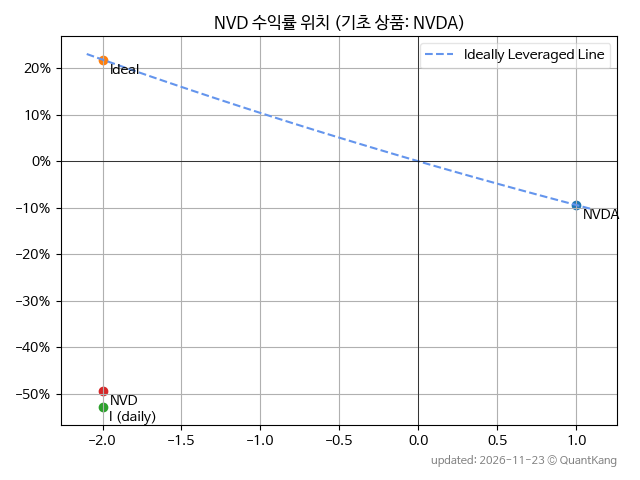 NVD 수익률 위치 (기초 상품: NVDA)
Ideally Leveraged Line
20%
10%
0%
−10%
−20%
−30%
−40%
−50%
Ideal
NVDA
NVD
I (daily)
−2.0 −1.5 −1.0 −0.5 0.0 0.5 1.0
updated: 2026-11-23 © QuantKang